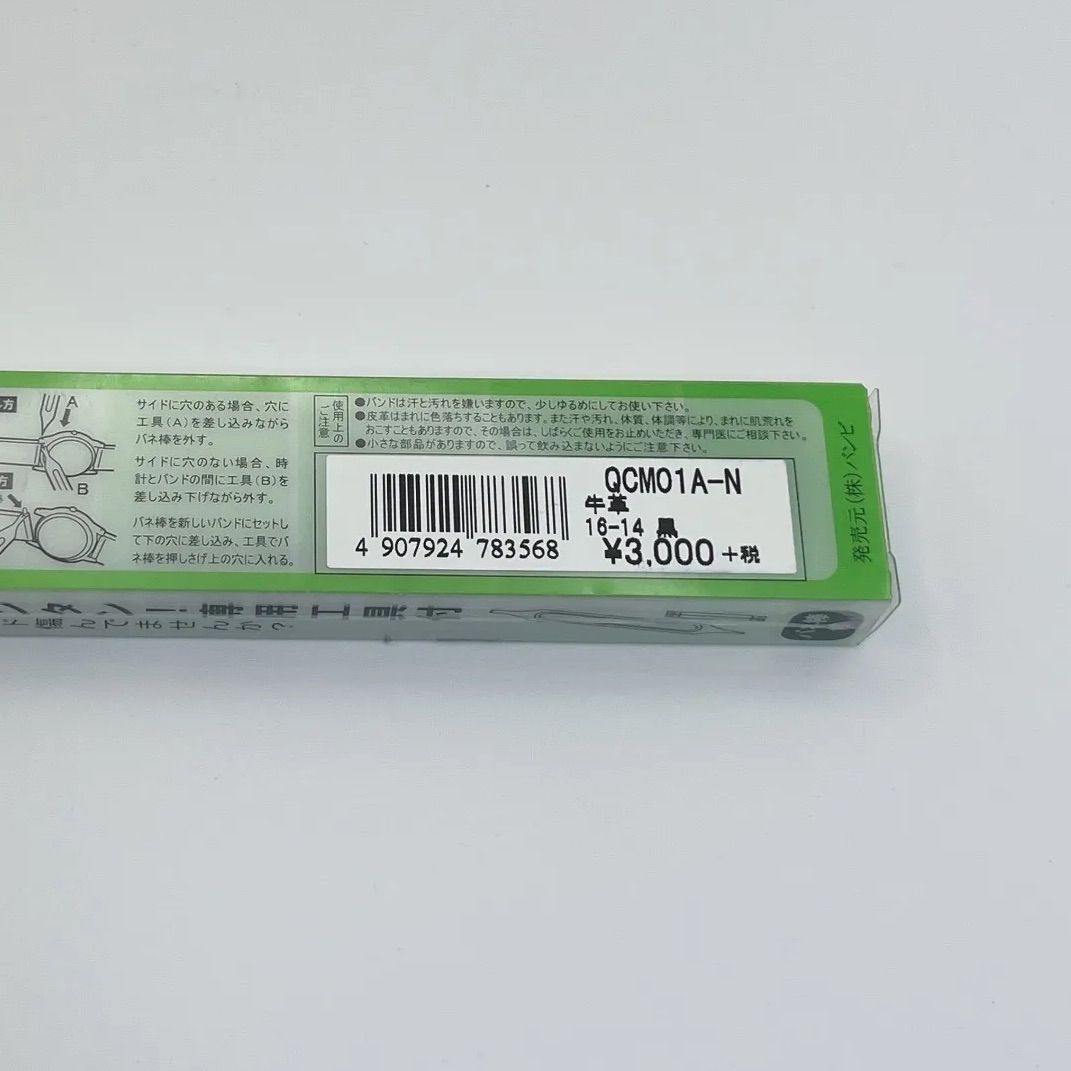 方
A
B
方
サイドに穴のある場合、穴に
工具(A)を差し込みながら
バネ棒を外す。
サイドに穴のない場合、時
計とバンドの間に工具(B)を
差し込み下げながら外す。
バネ棒を新しいバンドにセットし
て下の穴に差し込み、工具でバ
ネ棒を押しさげ上の穴に入れる。
使用上の
ご注意
●バンドは汗と汚れを嫌いますので、少しゆるめにしてお使い下さい。
●皮革はまれに色落ちすることもあります。また汗や汚れ、体質、体調等により、まれに肌荒れを
おこすこともありますので、その場合は、しばらくご使用をお止めいただき、専門医にご相談下さい。
●小さな部品がありますので、誤って飲み込まないようにご注意下さい。
QCM01A-N
牛革
16-14 黒
¥3,000+税
4 907924 783568
発売元(株)バンビ
ンタン!専用工具付